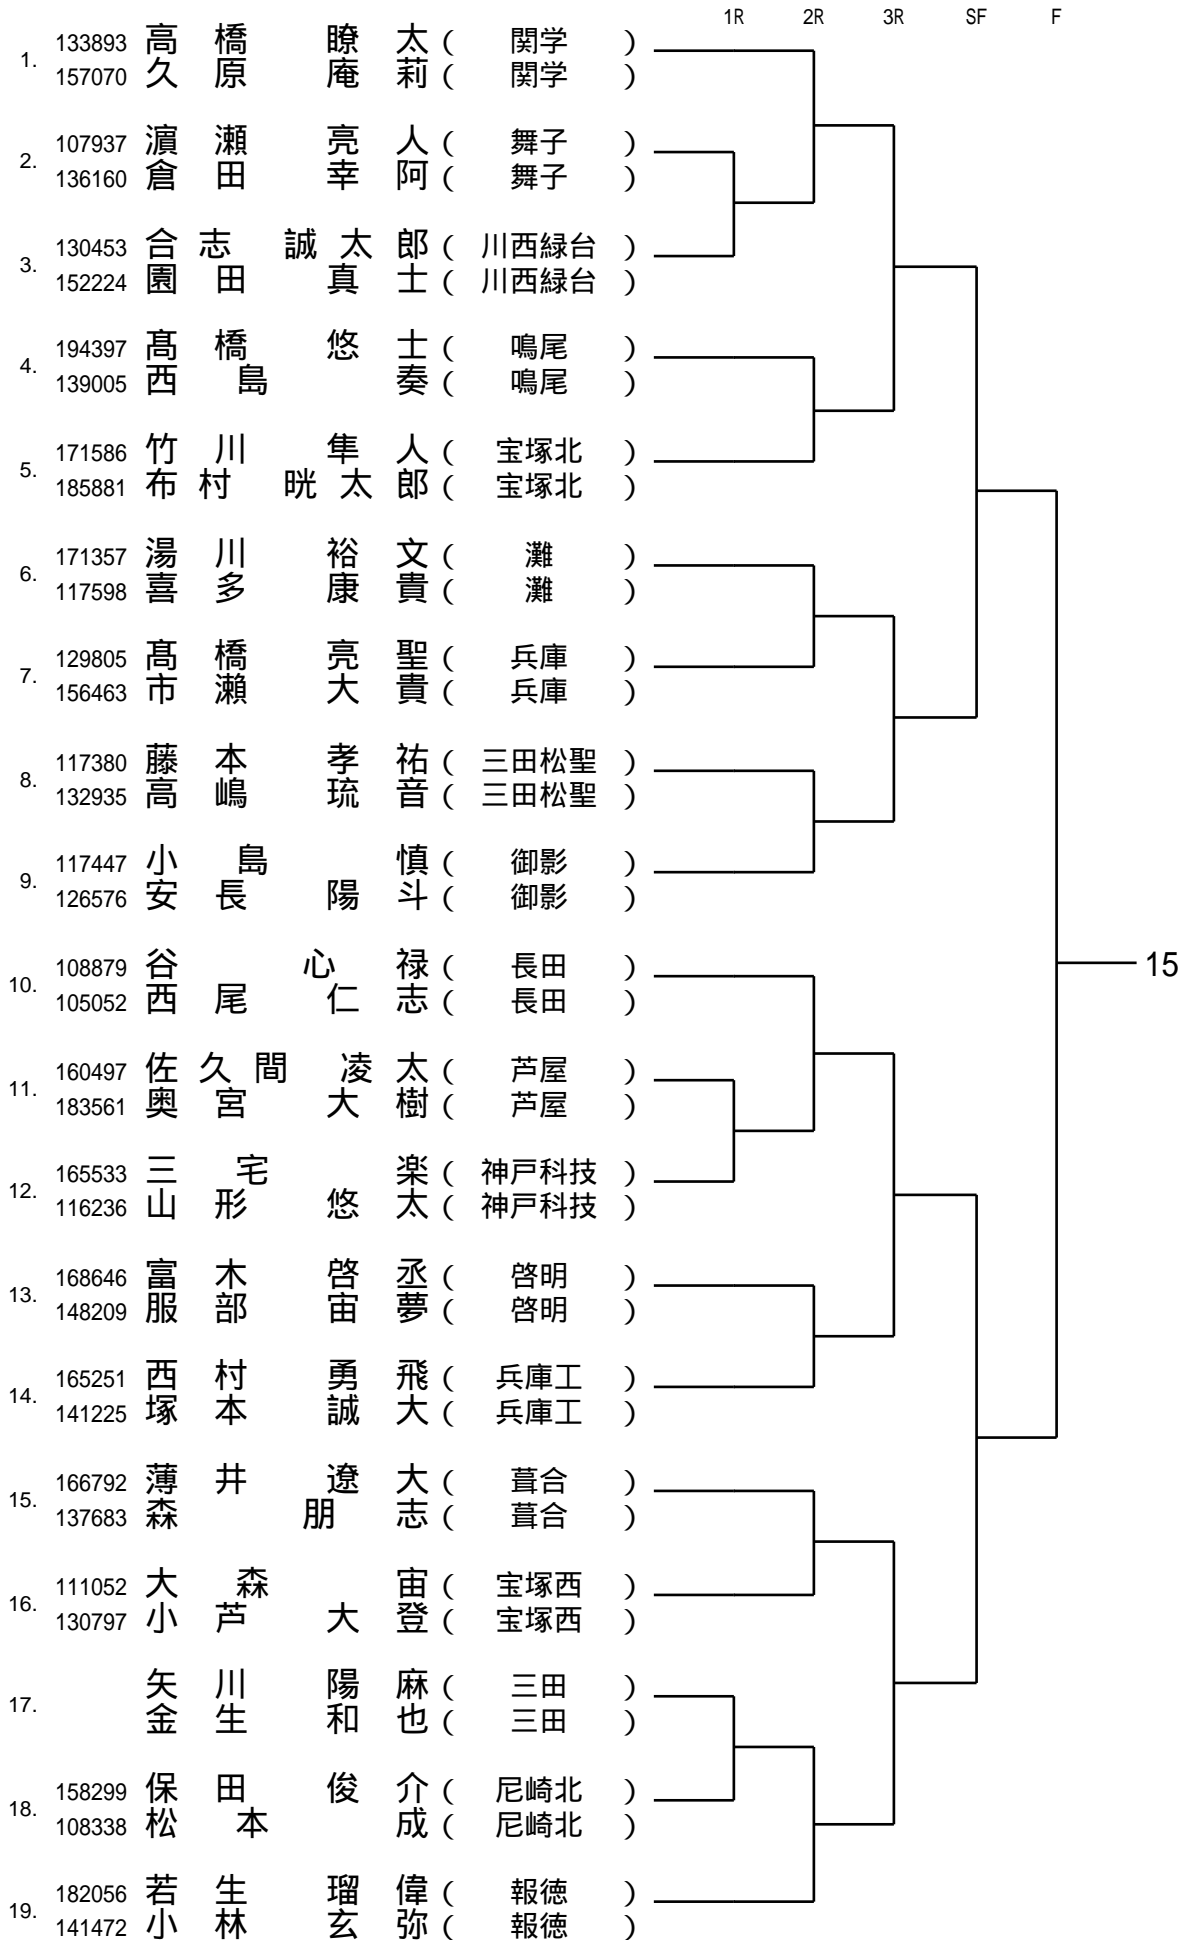 1R 2R 3R SF F
1. 133893 高橋 瞭太 ( 関学 )
157070 久原 庵莉 ( 関学 )
2. 107937 濵瀬 亮人 ( 舞子 )
136160 倉田 幸阿 ( 舞子 )
3. 130453 合志 誠太郎 ( 川西緑台 )
152224 園田 真士 ( 川西緑台 )
4. 194397 髙橋 悠士 ( 鳴尾 )
139005 西島 奏 ( 鳴尾 )
5. 171586 竹川 隼人 ( 宝塚北 )
185881 布村 晄太郎 ( 宝塚北 )
6. 171357 湯川 裕文 ( 灘 )
117598 喜多 康貴 ( 灘 )
7. 129805 髙橋 亮聖 ( 兵庫 )
156463 市瀬 大貴 ( 兵庫 )
8. 117380 藤本 孝祐 ( 三田松聖 )
132935 高嶋 琉音 ( 三田松聖 )
9. 117447 小島 慎 ( 御影 )
126576 安長 陽斗 ( 御影 )
10. 108879 谷 心禄 ( 長田 )
105052 西尾 仁志 ( 長田 )
15
11. 160497 佐久間 凌太 ( 芦屋 )
183561 奥宮 大樹 ( 芦屋 )
12. 165533 三宅 楽 ( 神戸科技 )
116236 山形 悠太 ( 神戸科技 )
13. 168646 富木 啓丞 ( 啓明 )
148209 服部 宙夢 ( 啓明 )
14. 165251 西村 勇飛 ( 兵庫工 )
141225 塚本 誠大 ( 兵庫工 )
15. 166792 薄井 遼大 ( 葺合 )
137683 森 朋志 ( 葺合 )
16. 111052 大森 宙 ( 宝塚西 )
130797 小芦 大登 ( 宝塚西 )
17. 矢川 陽麻 ( 三田 )
金生 和也 ( 三田 )
18. 158299 保田 俊介 ( 尼崎北 )
108338 松本 成 ( 尼崎北 )
19. 182056 若生 瑠偉 ( 報徳 )
141472 小林 玄弥 ( 報徳 )